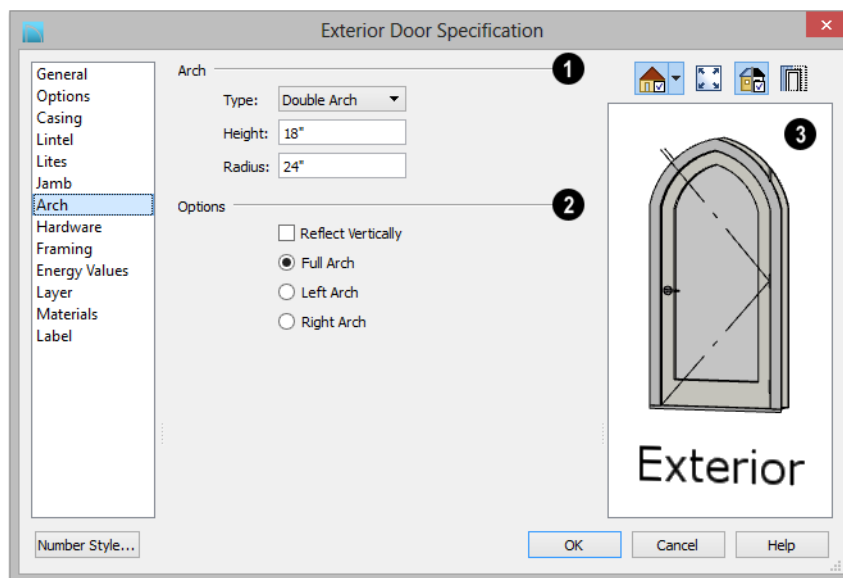 Exterior Door Specification
General
Options
Casing
Lintel
Lites
Jamb
Arch
Hardware
Framing
Energy Values
Layer
Materials
Label
Arch 1
Type: Double Arch
Height: 18"
Radius: 24"
Options 2
Reflect Vertically
Full Arch
Left Arch
Right Arch
3
Exterior
Number Style...
OK
Cancel
Help